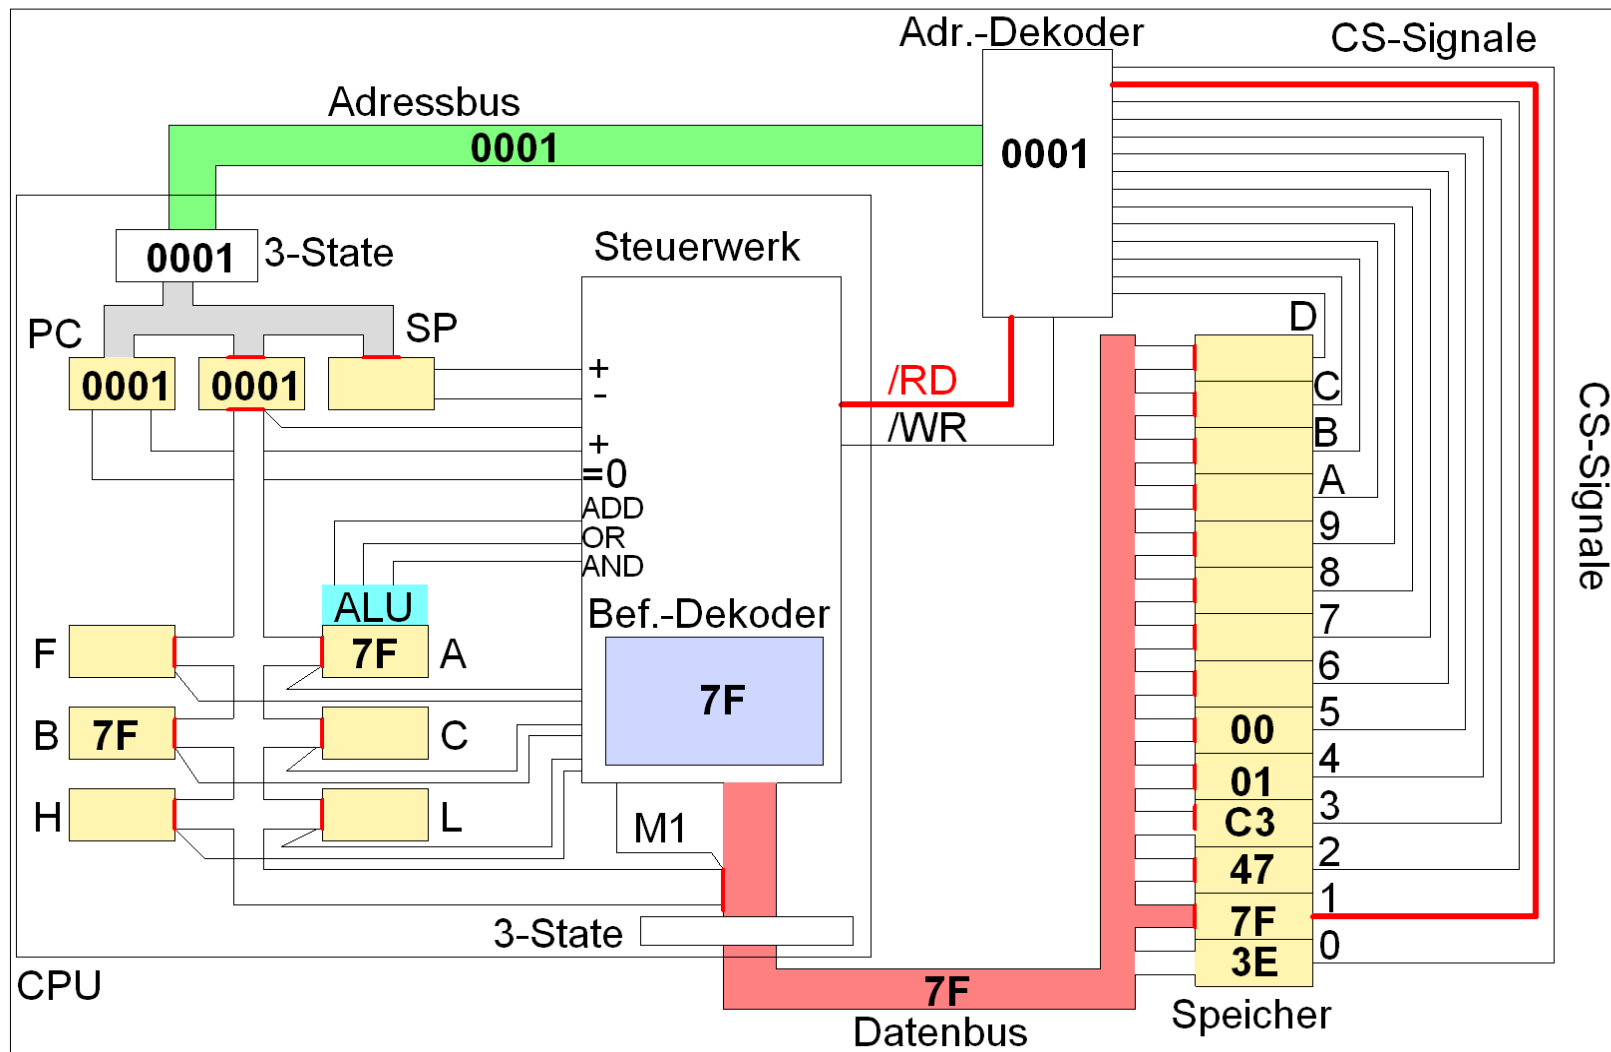 Adr.-Dekoder
CS-Signale
Adressbus
0001
0001
0001
3-State
Steuerwerk
PC
SP
0001
0001
+
-
+
=0
ADD
OR
AND
/RD
/WR
ALU
Bef.-Dekoder
F
7F
A
7F
B
7F
C
H
L
M1
3-State
CPU
7F
Datenbus
D
C
B
A
9
8
7
6
5
00
4
01
3
C3
2
47
1
7F
0
3E
Speicher
CS-Signale